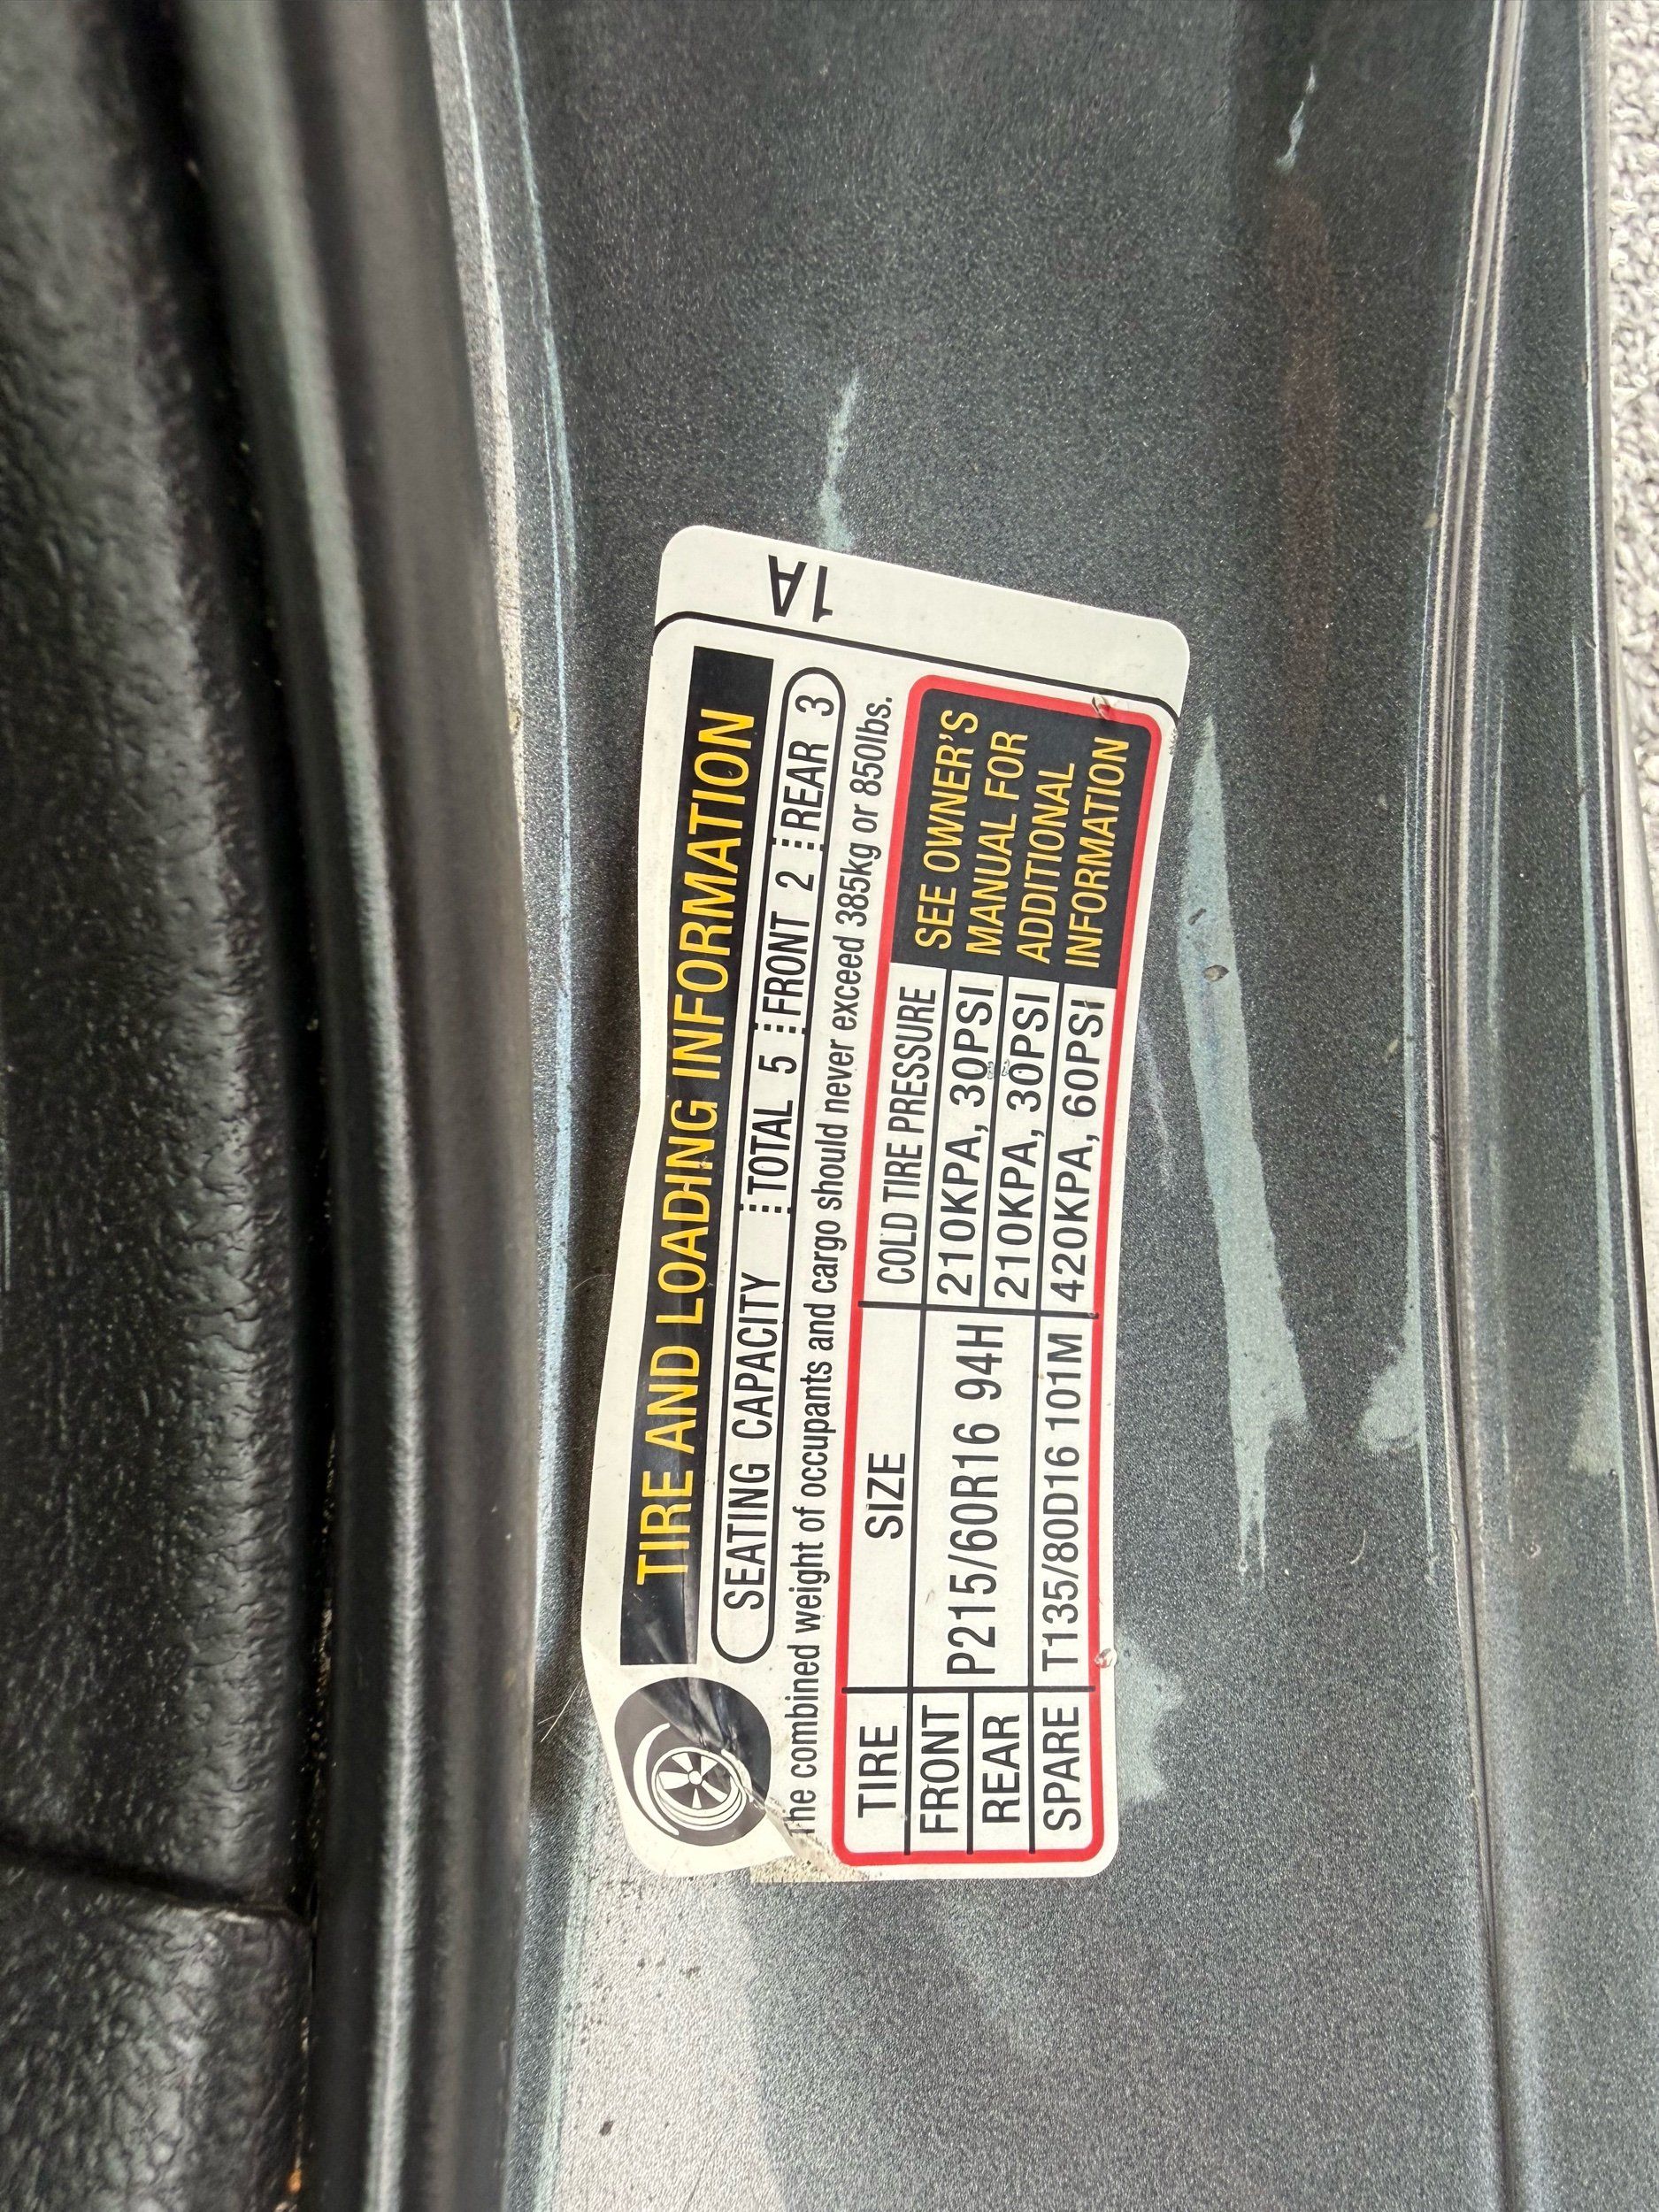 TIRE AND LOADING INFORMATION
SEATING CAPACITY TOTAL 5 FRONT 2 REAR 3
The combined weight of occupants and cargo should never exceed 385kg or 850lbs.
TIRE SIZE COLD TIRE PRESSURE
FRONT P215/60R16 94H 210KPA, 30PSI
REAR 210KPA, 30PSI
SPARE T135/80D16 101M 420KPA, 60PSI
SEE OWNER'S
MANUAL FOR
ADDITIONAL
INFORMATION
1A